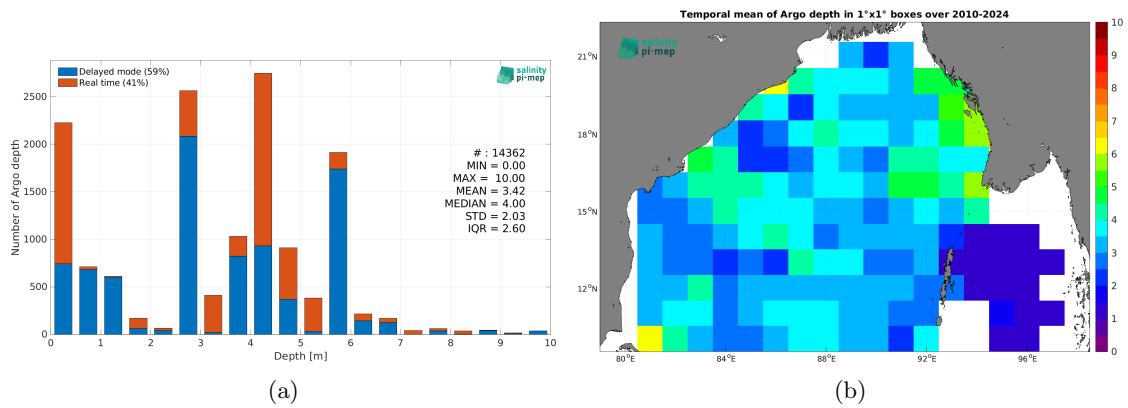 Delayed mode (59%)
Real time (41%)
salinity
pi-mep
Number of Argo depth
2500
2000
1500
1000
500
0
# : 14362
MIN = 0.00
MAX = 10.00
MEAN = 3.42
MEDIAN = 4.00
STD = 2.03
IQR = 2.60
0 1 2 3 4 5 6 7 8 9 10
Depth [m]
(a)
Temporal mean of Argo depth in 1°x1° boxes over 2010-2024
salinity
pi-mep
21°N
18°N
15°N
12°N
80°E 84°E 88°E 92°E 96°E
10
9
8
7
6
5
4
3
2
1
0
(b)